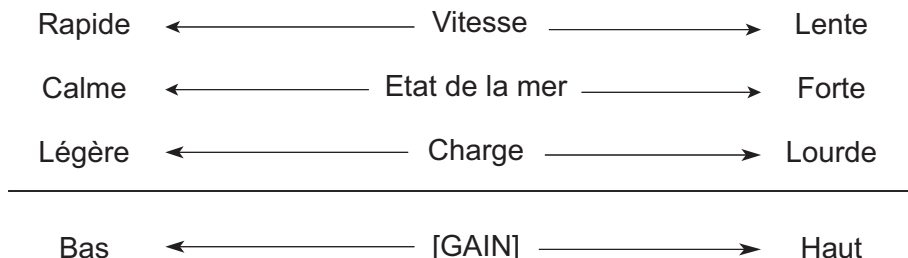 Rapide Vitesse Lente
Calme Etat de la mer Forte
Légère Charge Lourde
Bas [GAIN] Haut